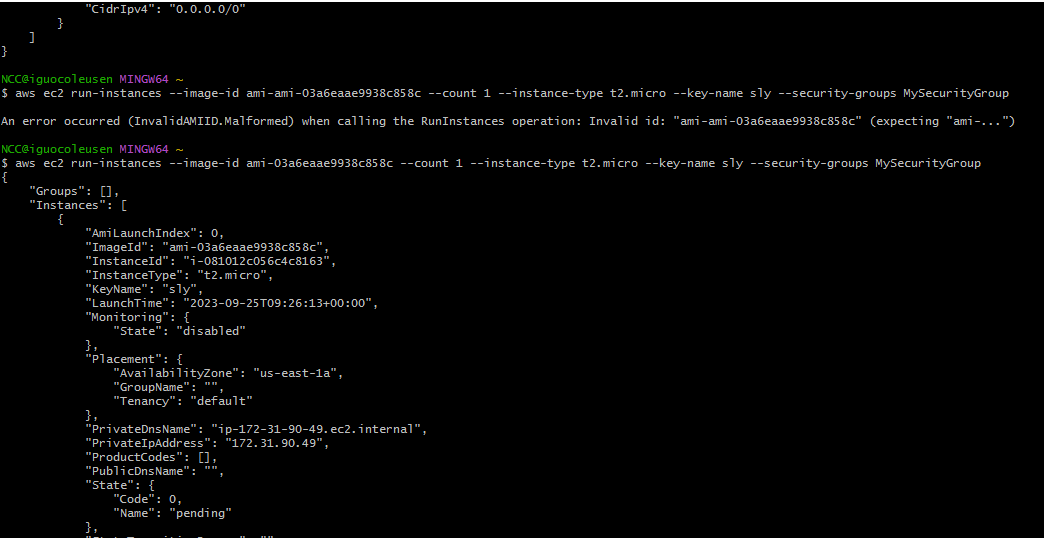 "CidrIpv4": "0.0.0.0/0"
}
]
}
NCC@iguocoleusen MINGW64 ~
$ aws ec2 run-instances --image-id ami-ami-03a6eaae9938c858c --count 1 --instance-type t2.micro --key-name sly --security-groups MySecurityGroup
An error occurred (InvalidAMIID.Malformed) when calling the RunInstances operation: Invalid id: "ami-ami-03a6eaae9938c858c" (expecting "ami-...")
NCC@iguocoleusen MINGW64 ~
$ aws ec2 run-instances --image-id ami-03a6eaae9938c858c --count 1 --instance-type t2.micro --key-name sly --security-groups MySecurityGroup
{
"Groups": [],
"Instances": [
{
"AmiLaunchIndex": 0,
"ImageId": "ami-03a6eaae9938c858c",
"InstanceId": "i-081012c056c4c8163",
"InstanceType": "t2.micro",
"KeyName": "sly",
"LaunchTime": "2023-09-25T09:26:13+00:00",
"Monitoring": {
"State": "disabled"
},
"Placement": {
"AvailabilityZone": "us-east-1a",
"GroupName": "",
"Tenancy": "default"
},
"PrivateDnsName": "ip-172-31-90-49.ec2.internal",
"PrivateIpAddress": "172.31.90.49",
"ProductCodes": [],
"PublicDnsName": "",
"State": {
"Code": 0,
"Name": "pending"
},